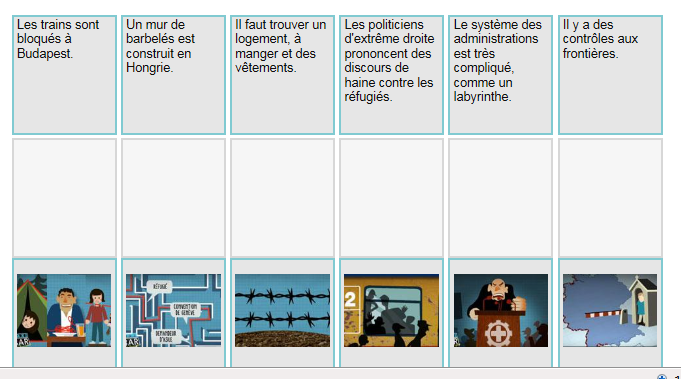 Les trains sont
bloqués à
Budapest.
Un mur de
barbelés est
construit en
Hongrie.
Il faut trouver un
logement, à
manger et des
vêtements.
Les politiciens
d'extrême droite
prononcent des
discours de
haine contre les
réfugiés.
Le système des
administrations
est très
compliqué,
comme un
labyrinthe.
Il y a des
contrôles aux
frontières.
RÉFUGIÉ
CONVENTION
DE GENÈVE
DEMANDEUR
D'ASILE
2